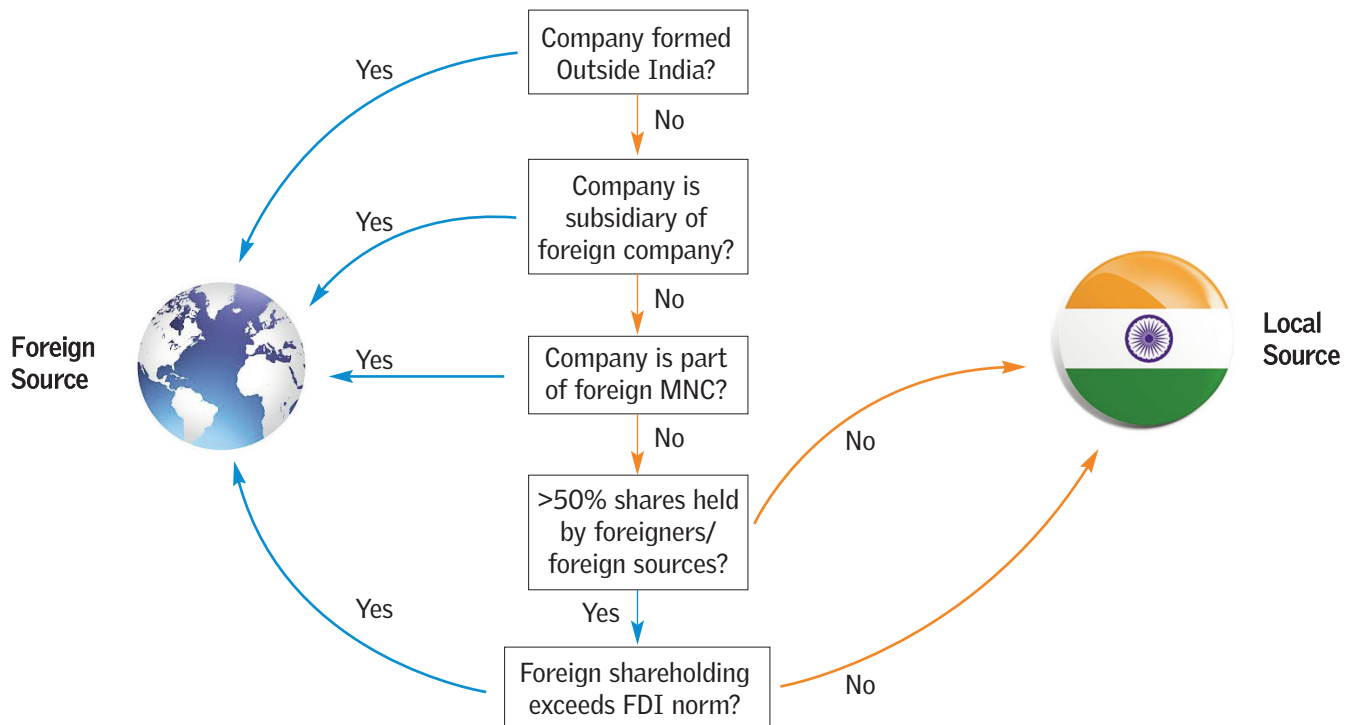 Company formed
Outside India?
Yes
No
Company is
subsidiary of
foreign company?
Yes
No
Foreign
Source
Company is part
of foreign MNC?
Yes
Local
Source
No
No
>50% shares held
by foreigners/
foreign sources?
Yes
Yes
Foreign shareholding
exceeds FDI norm?
No